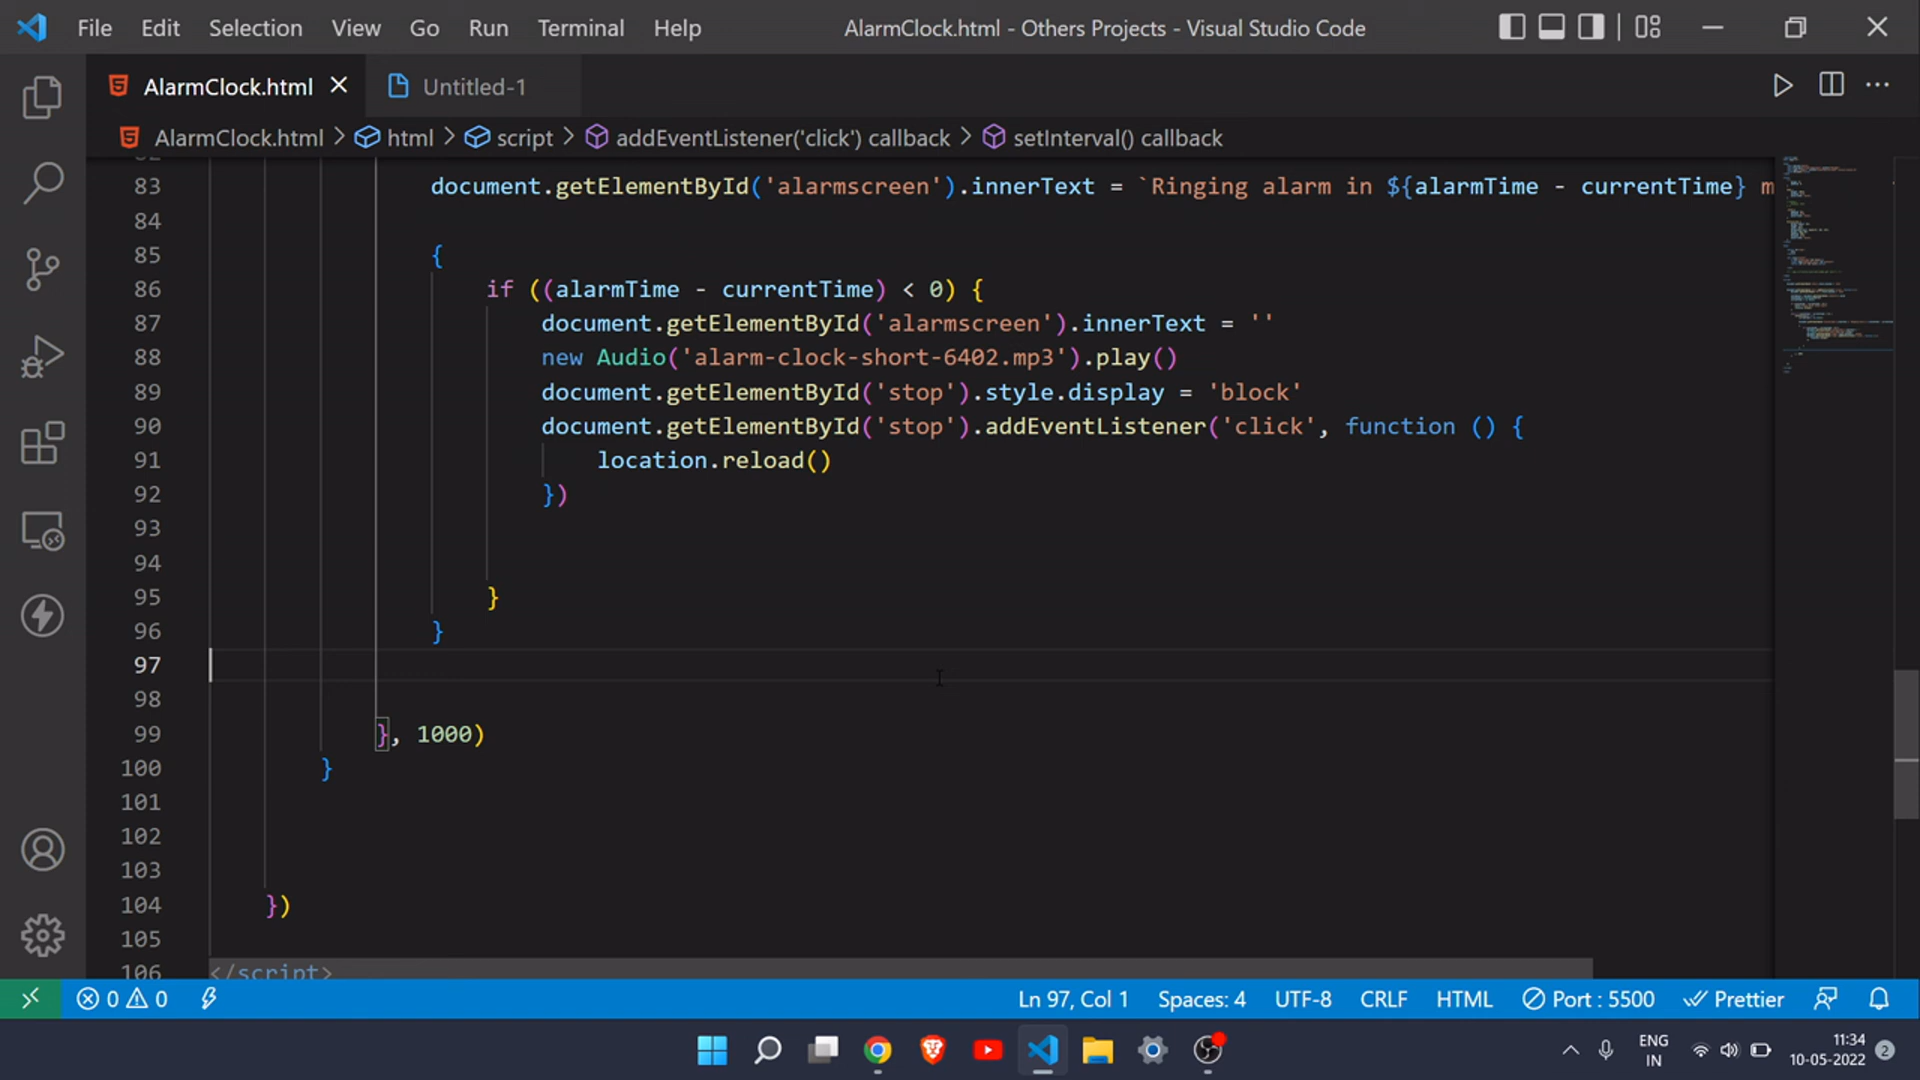 File Edit Selection View Go Run Terminal Help AlarmClock.html - Others Projects - Visual Studio Code
AlarmClock.html Untitled-1
AlarmClock.html > html > script > addEventListener('click') callback > setInterval() callback
83 document.getElementById('alarmscreen').innerText = `Ringing alarm in ${alarmTime - currentTime} m
84
85 {
86 if ((alarmTime - currentTime) < 0) {
87 document.getElementById('alarmscreen').innerText = ''
88 new Audio('alarm-clock-short-6402.mp3').play()
89 document.getElementById('stop').style.display = 'block'
90 document.getElementById('stop').addEventListener('click', function () {
91 location.reload()
92 })
93
94
95 }
96 }
97
98
99 }, 1000)
100 }
101
102
103
104 })
105
106 </script>
0 0 Ln 97, Col 1 Spaces: 4 UTF-8 CRLF HTML Port : 5500 Prettier
ENG
IN
11:34
10-05-2022
2